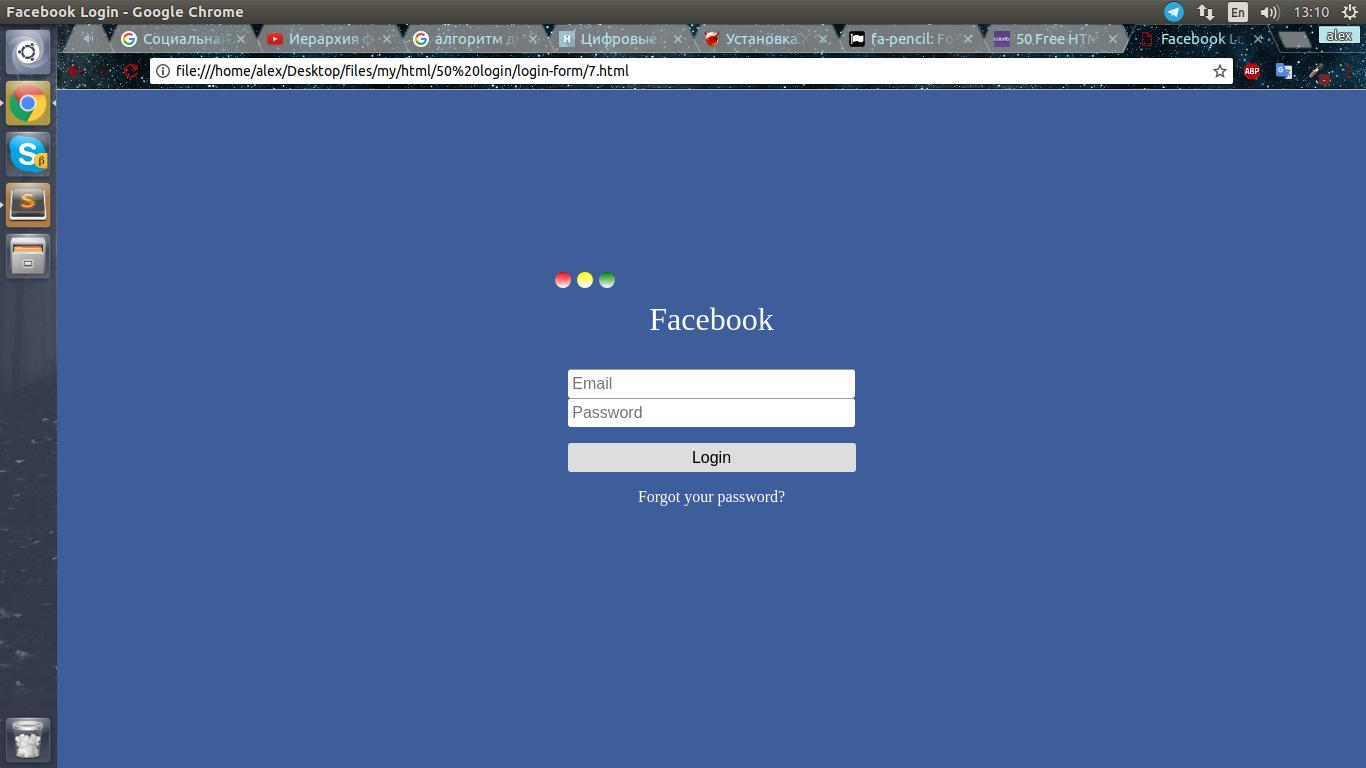 Facebook Login - Google Chrome
En
13:10
Социальна
Иерархия ф
алгоритм д
Цифровые
Установка
fa-pencil: Fo
50 Free HTM
Facebook Lo
alex
file:///home/alex/Desktop/files/my/html/50%20login/login-form/7.html
ABP
Facebook
Email
Password
Login
Forgot your password?